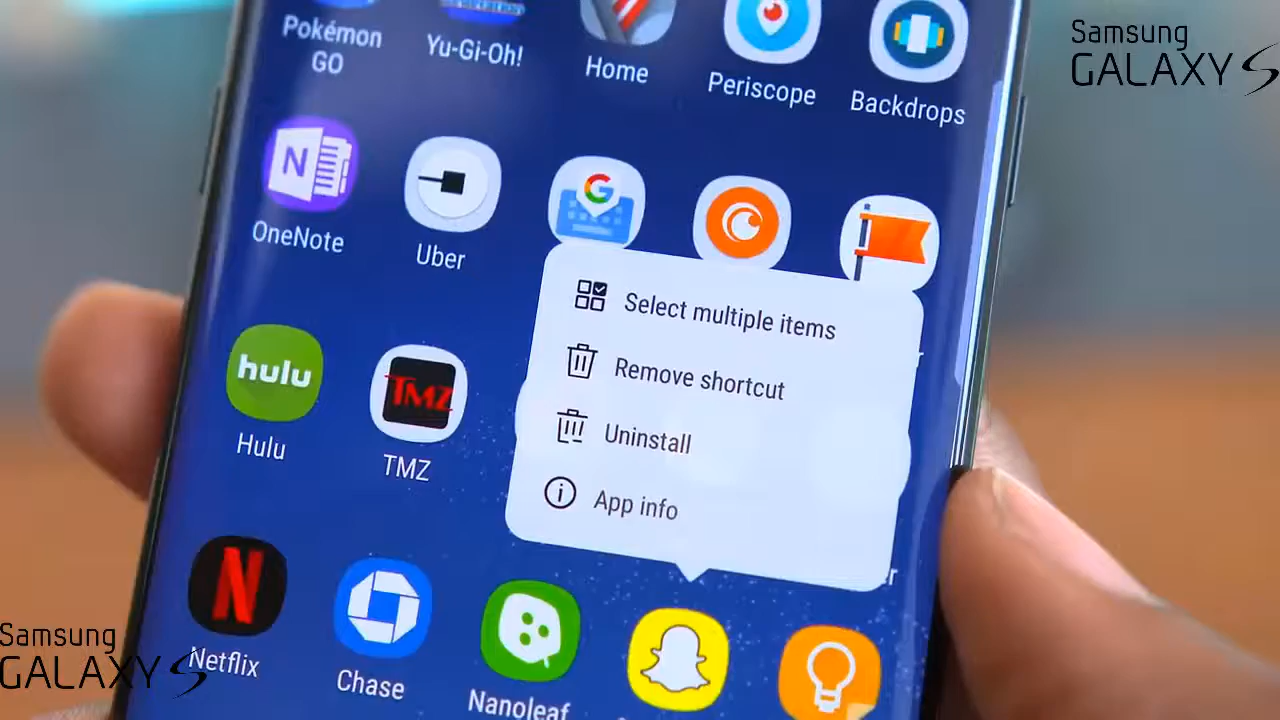 Samsung
GALAXY S
Pokémon
GO
Yu-Gi-Oh!
Home
Periscope
Backdrops
N
OneNote
Uber
G
Select multiple items
Remove shortcut
Uninstall
App info
hulu
Hulu
TMZ
TMZ
N
Netflix
Chase
Nanoleaf
Samsung
GALAXY S